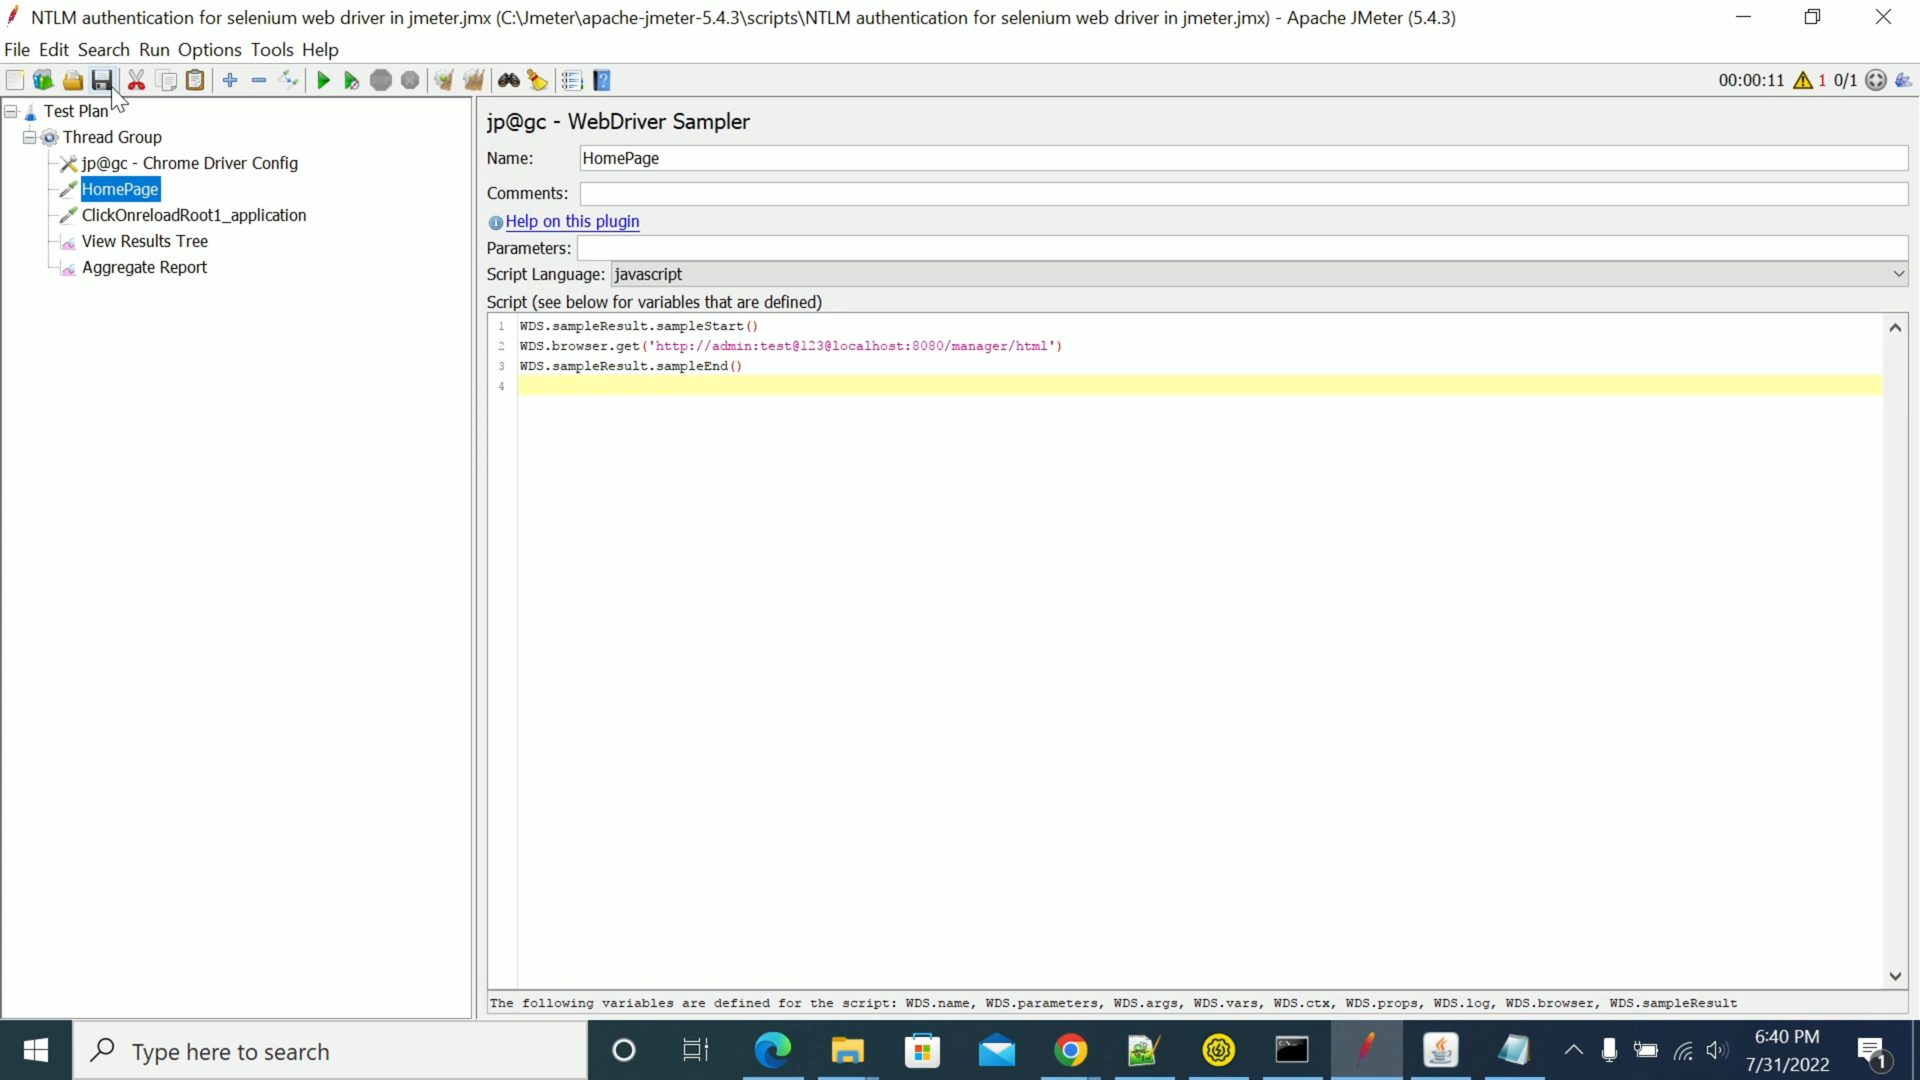 NTLM authentication for selenium web driver in jmeter.jmx (C:\Jmeter\apache-jmeter-5.4.3\scripts\NTLM authentication for selenium web driver in jmeter.jmx) - Apache JMeter (5.4.3)
File Edit Search Run Options Tools Help
00:00:11 1 0/1
Test Plan
Thread Group
jp@gc - Chrome Driver Config
HomePage
ClickOnreloadRoot1_application
View Results Tree
Aggregate Report
jp@gc - WebDriver Sampler
Name: HomePage
Comments:
Help on this plugin
Parameters:
Script Language: javascript
Script (see below for variables that are defined)
1 WDS.sampleResult.sampleStart()
2 WDS.browser.get('http://admin:test@123@localhost:8080/manager/html')
3 WDS.sampleResult.sampleEnd()
4
The following variables are defined for the script: WDS.name, WDS.parameters, WDS.args, WDS.vars, WDS.ctx, WDS.props, WDS.log, WDS.browser, WDS.sampleResult
Type here to search
6:40 PM
7/31/2022
1